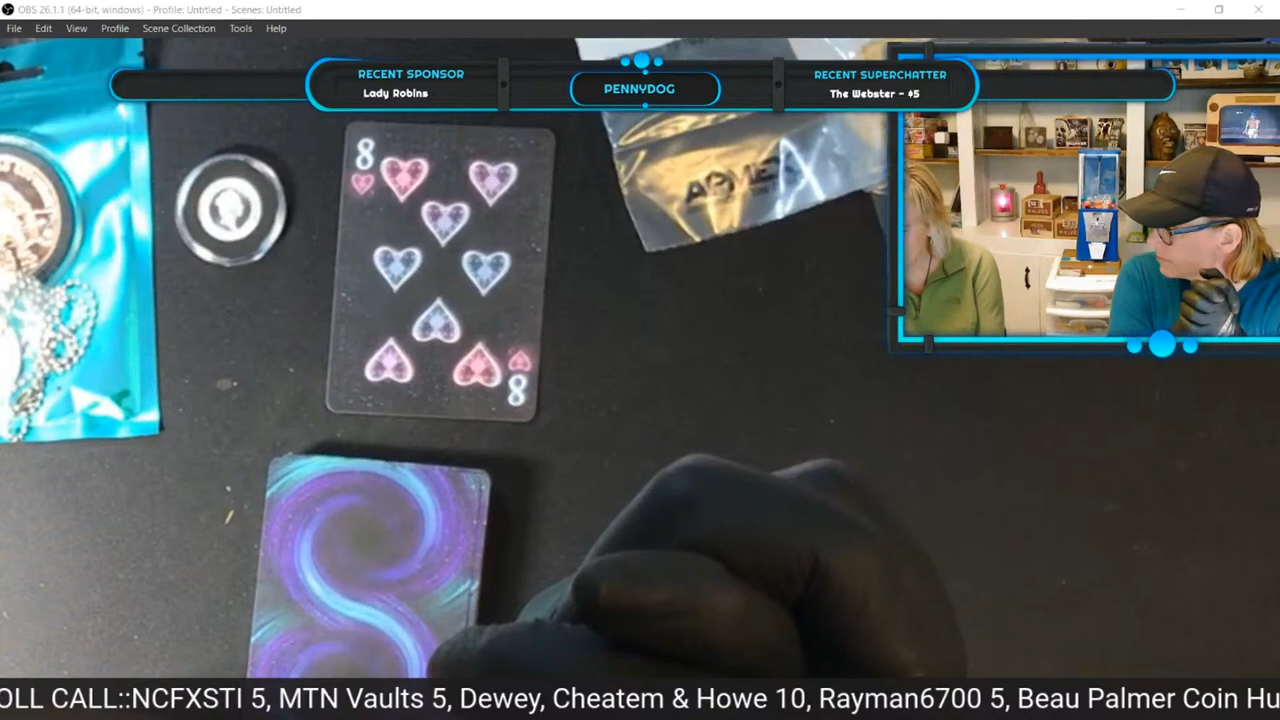 OBS 26.1.1 (64-bit, windows) - Profile: Untitled - Scenes: Untitled
File Edit View Profile Scene Collection Tools Help
RECENT SPONSOR
Lady Robins
PENNYDOG
RECENT SUPERCHATTER
The Webster - $5
8
8
OLL CALL::NCFXSTI 5, MTN Vaults 5, Dewey, Cheatem & Howe 10, Rayman6700 5, Beau Palmer Coin Hu